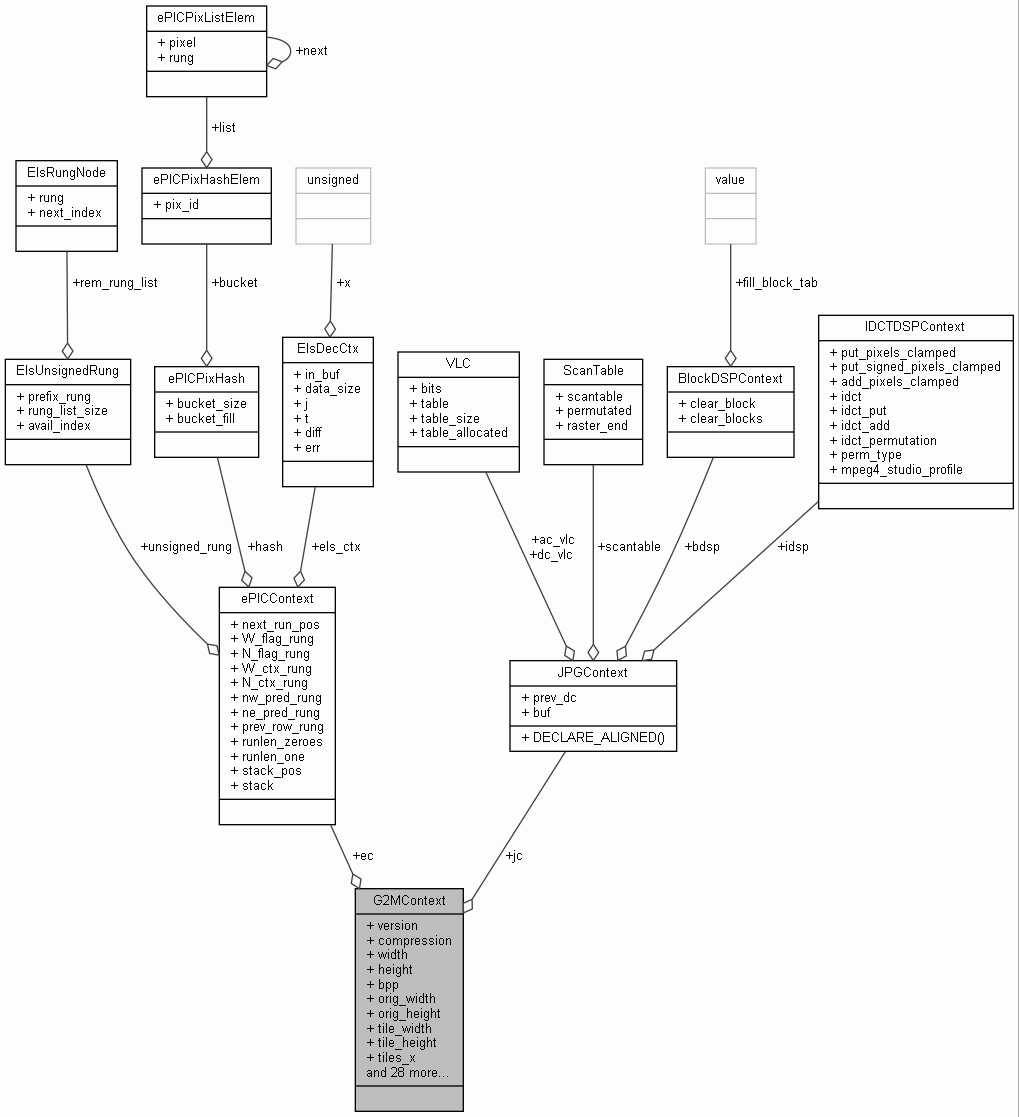 ePICPixListElem
+ pixel
+ rung
+next
+list
ElsRungNode
+ rung
+ next_index
ePICPixHashElem
+ pix_id
unsigned
value
+rem_rung_list
+bucket
+x
+fill_block_tab
ElsUnsignedRung
+ prefix_rung
+ rung_list_size
+ avail_index
ePICPixHash
+ bucket_size
+ bucket_fill
ElsDecCtx
+ in_buf
+ data_size
+ j
+ t
+ diff
+ err
VLC
+ bits
+ table
+ table_size
+ table_allocated
ScanTable
+ scantable
+ permutated
+ raster_end
BlockDSPContext
+ clear_block
+ clear_blocks
IDCTDSPContext
+ put_pixels_clamped
+ put_signed_pixels_clamped
+ add_pixels_clamped
+ idct
+ idct_put
+ idct_add
+ idct_permutation
+ perm_type
+ mpeg4_studio_profile
+unsigned_rung
+hash
+els_ctx
+ac_vlc
+dc_vlc
+scantable
+bdsp
+idsp
ePICContext
+ next_run_pos
+ W_flag_rung
+ N_flag_rung
+ W_ctx_rung
+ N_ctx_rung
+ nw_pred_rung
+ ne_pred_rung
+ prev_row_rung
+ runlen_zeroes
+ runlen_one
+ stack_pos
+ stack
JPGContext
+ prev_dc
+ buf
+ DECLARE_ALIGNED()
+ec
+jc
G2MContext
+ version
+ compression
+ width
+ height
+ bpp
+ orig_width
+ orig_height
+ tile_width
+ tile_height
+ tiles_x
and 28 more...